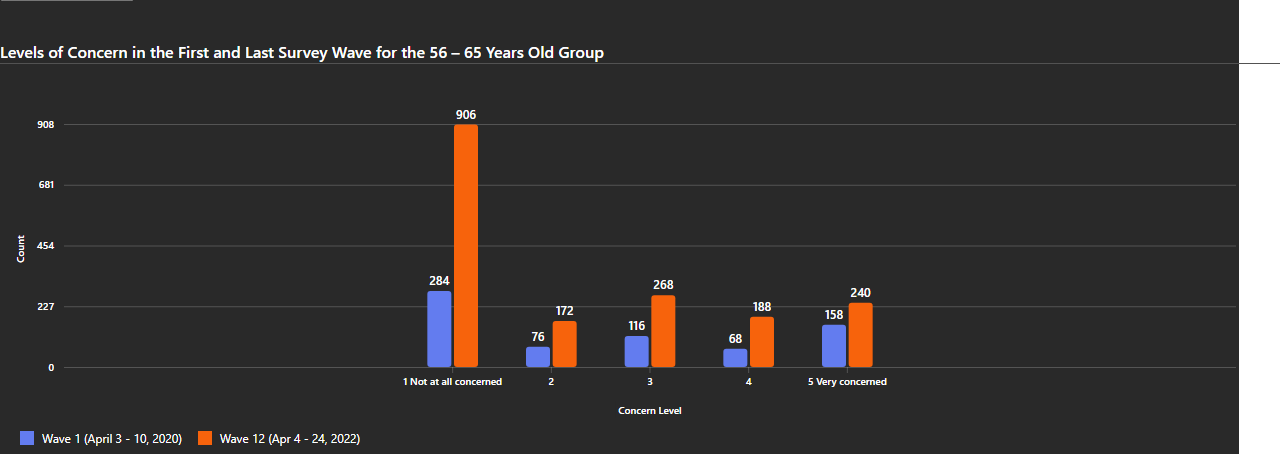 Levels of Concern in the First and Last Survey Wave for the 56 – 65 Years Old Group
906
908
681
Count
454
284
268
240
227
172
188
158
116
76
68
0
1 Not at all concerned
2
3
4
5 Very concerned
Concern Level
Wave 1 (April 3 - 10, 2020)
Wave 12 (Apr 4 - 24, 2022)